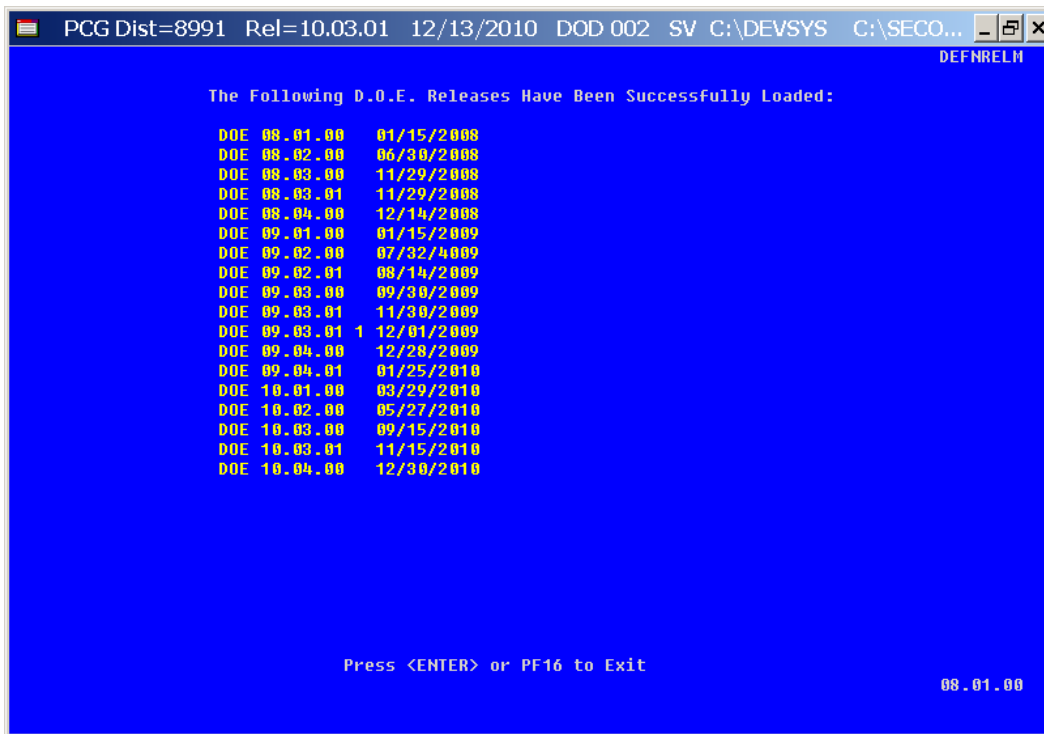 PCG Dist=8991 Rel=10.03.01 12/13/2010 DOD 002 SV C:\DEVSYS C:\SECO...
DEFNRELM
The Following D.O.E. Releases Have Been Successfully Loaded:
DOE 08.01.00 01/15/2008
DOE 08.02.00 06/30/2008
DOE 08.03.00 11/29/2008
DOE 08.03.01 11/29/2008
DOE 08.04.00 12/14/2008
DOE 09.01.00 01/15/2009
DOE 09.02.00 07/32/4009
DOE 09.02.01 08/14/2009
DOE 09.03.00 09/30/2009
DOE 09.03.01 11/30/2009
DOE 09.03.01 1 12/01/2009
DOE 09.04.00 12/28/2009
DOE 09.04.01 01/25/2010
DOE 10.01.00 03/29/2010
DOE 10.02.00 05/27/2010
DOE 10.03.00 09/15/2010
DOE 10.03.01 11/15/2010
DOE 10.04.00 12/30/2010
Press <ENTER> or PF16 to Exit
08.01.00